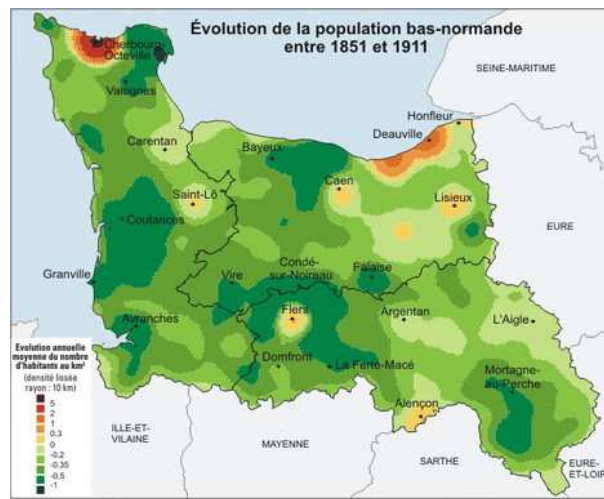 Évolution de la population bas-normande
entre 1851 et 1911
SEINE-MARITIME
Cherbourg-
Octeville
Valognes
Honfleur
Deauville
Carentan
Bayeux
Caen
Lisieux
Saint-Lô
EURE
Coutances
Granville
Vire
Condé-
sur-Noireau
Falaise
Flers
Argentan
L'Aigle
Avranches
Domfront
La Ferté-Macé
Mortagne-
au-Perche
Alençon
Evolution annuelle
moyenne du nombre
d'habitants au km²
(densité lissée
rayon : 10 km)
5
2
1
0.3
0
-0.2
-0.35
-0.5
-1
ILLE-ET-
VILAINE
MAYENNE
SARTHE
EURE-
ET-LOIR